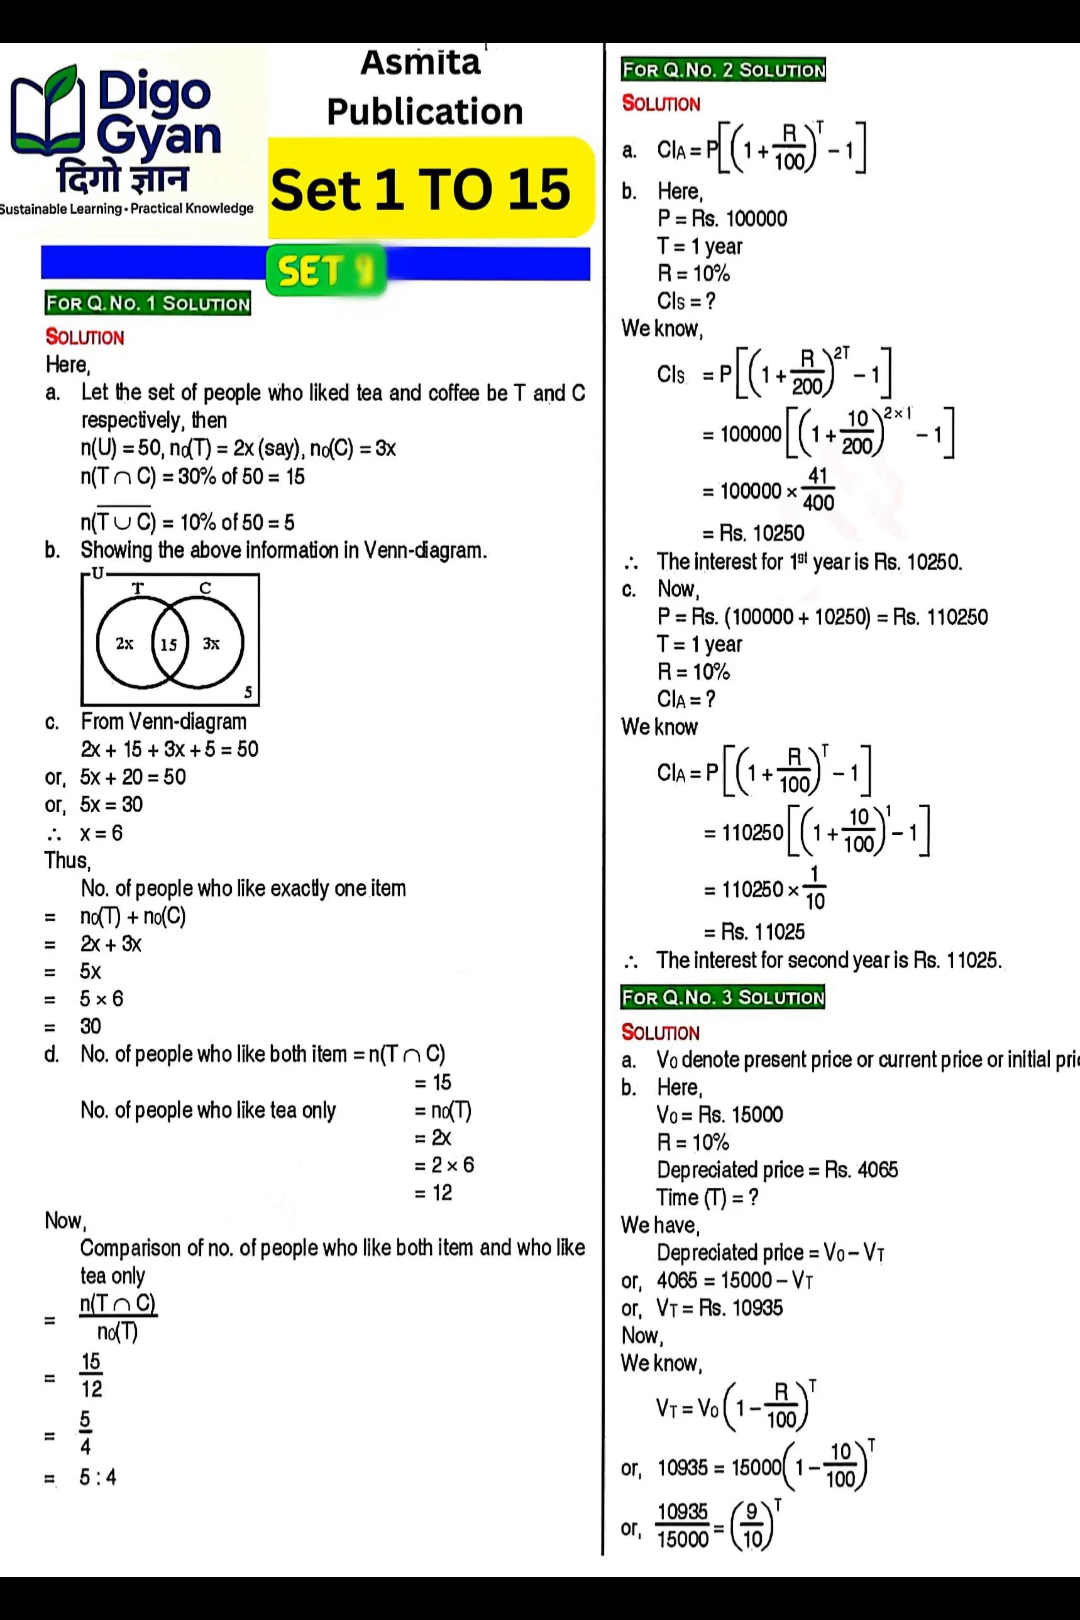 Digo
Gyan
दिगो ज्ञान
Sustainable Learning - Practical Knowledge
Asmita
Publication
Set 1 TO 15
SET
FOR Q.NO. 1 SOLUTION
SOLUTION
Here,
a. Let the set of people who liked tea and coffee be T and C
respectively, then
n(U) = 50, n₀(T) = 2x (say), n₀(C) = 3x
n(T ∩ C) = 30% of 50 = 15
n(T ∪ C)̅ = 10% of 50 = 5
b. Showing the above information in Venn-diagram.
U
T C
2x 15 3x
5
c. From Venn-diagram
2x + 15 + 3x + 5 = 50
or, 5x + 20 = 50
or, 5x = 30
∴ x = 6
Thus,
No. of people who like exactly one item
= n₀(T) + n₀(C)
= 2x + 3x
= 5x
= 5 × 6
= 30
d. No. of people who like both item = n(T ∩ C)
= 15
No. of people who like tea only = n₀(T)
= 2x
= 2 × 6
= 12
Now,
Comparison of no. of people who like both item and who like
tea only
= n(T ∩ C)/n₀(T)
= 15/12
= 5/4
= 5 : 4
FOR Q.NO. 2 SOLUTION
SOLUTION
a. CIA = P[(1 + R/100)^T − 1]
b. Here,
P = Rs. 100000
T = 1 year
R = 10%
CIs = ?
We know,
CIs = P[(1 + R/200)^2T − 1]
= 100000[(1 + 10/200)^2×1 − 1]
= 100000 × 41/400
= Rs. 10250
∴ The interest for 1st year is Rs. 10250.
c. Now,
P = Rs. (100000 + 10250) = Rs. 110250
T = 1 year
R = 10%
CIA = ?
We know
CIA = P[(1 + R/100)^T − 1]
= 110250[(1 + 10/100)^1 − 1]
= 110250 × 1/10
= Rs. 11025
∴ The interest for second year is Rs. 11025.
FOR Q.NO. 3 SOLUTION
SOLUTION
a. V₀ denote present price or current price or initial pri
b. Here,
V₀ = Rs. 15000
R = 10%
Depreciated price = Rs. 4065
Time (T) = ?
We have,
Depreciated price = V₀ − VT
or, 4065 = 15000 − VT
or, VT = Rs. 10935
Now,
We know,
VT = V₀(1 − R/100)^T
or, 10935 = 15000(1 − 10/100)^T
or, 10935/15000 = (9/10)^T